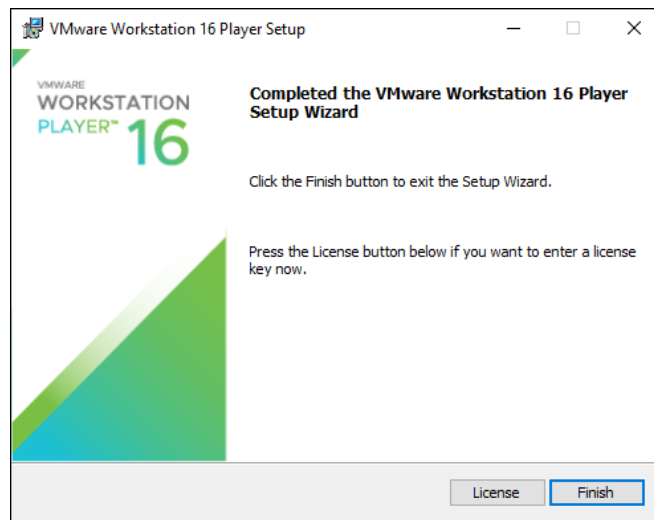 VMware Workstation 16 Player Setup
VMWARE
WORKSTATION
PLAYER™ 16
Completed the VMware Workstation 16 Player
Setup Wizard
Click the Finish button to exit the Setup Wizard.
Press the License button below if you want to enter a license
key now.
License
Finish